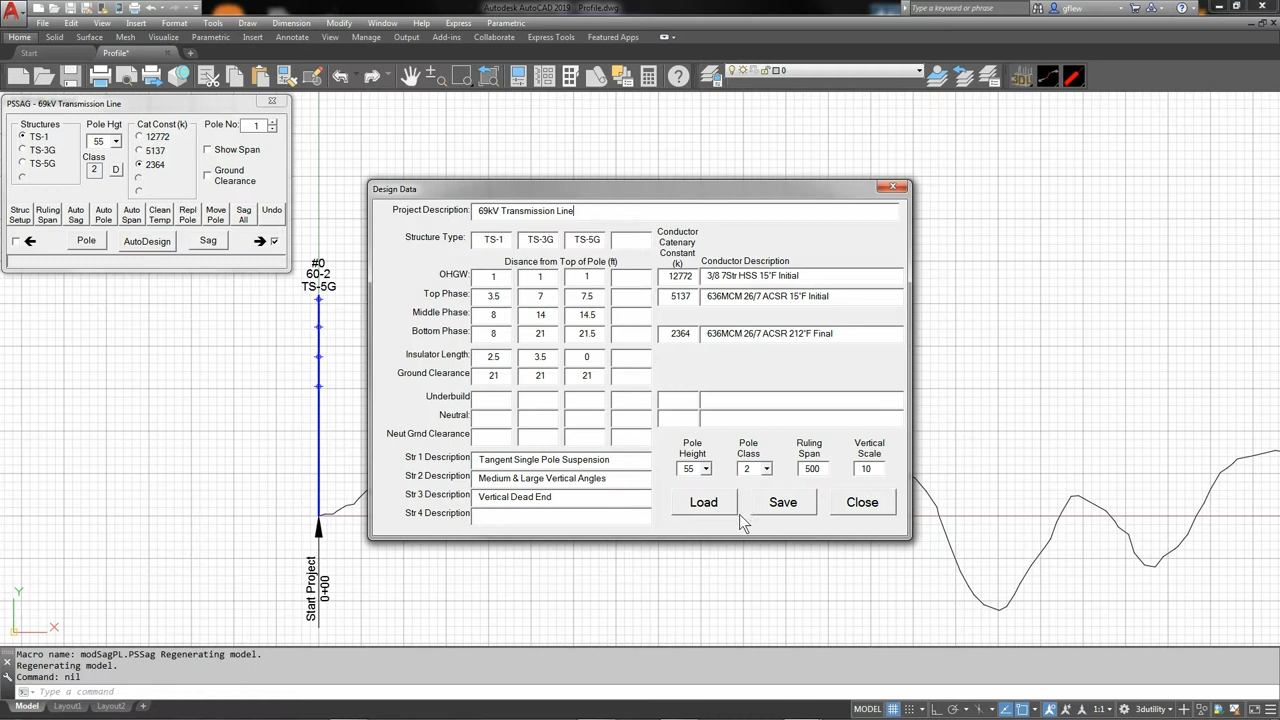 Autodesk AutoCAD 2019   Profile.dwg
Type a keyword or phrase
gflew
File Edit View Insert Format Tools Draw Dimension Modify Window Help Express Parametric
Home Solid Surface Mesh Visualize Parametric Insert Annotate View Manage Output Add-ins Collaborate Express Tools Featured Apps
Start Profile*
0
PSSAG - 69kV Transmission Line
Structures Pole Hgt Cat Const (k) Pole No: 1
TS-1 55 12772
TS-3G Class 5137 Show Span
TS-5G 2 D 2364 Ground
Clearance
Struc Setup Ruling Span Auto Sag Auto Pole Auto Span Clean Temp Repl Pole Move Pole Sag All Undo
Pole AutoDesign Sag
#0
60-2
TS-5G
Start Project
0+00
Design Data
Project Description: 69kV Transmission Line
Structure Type: TS-1 TS-3G TS-5G
Conductor
Catenary
Constant
(k)
Conductor Description
Distance from Top of Pole (ft)
OHGW: 1 1 1 12772 3/8 7Str HSS 15°F Initial
Top Phase: 3.5 7 7.5 5137 636MCM 26/7 ACSR 15°F Initial
Middle Phase: 8 14 14.5
Bottom Phase: 8 21 21.5 2364 636MCM 26/7 ACSR 212°F Final
Insulator Length: 2.5 3.5 0
Ground Clearance 21 21 21
Underbuild
Neutral:
Neut Grnd Clearance:
Str 1 Description Tangent Single Pole Suspension
Str 2 Description Medium & Large Vertical Angles
Str 3 Description Vertical Dead End
Str 4 Description
Pole Height Pole Class Ruling Span Vertical Scale
55 2 500 10
Load Save Close
Y
X
Macro name: modSagPL.PSSag Regenerating model.
Regenerating model.
Command: nil
Type a command
Model Layout1 Layout2 +
MODEL 1:1 3dutility